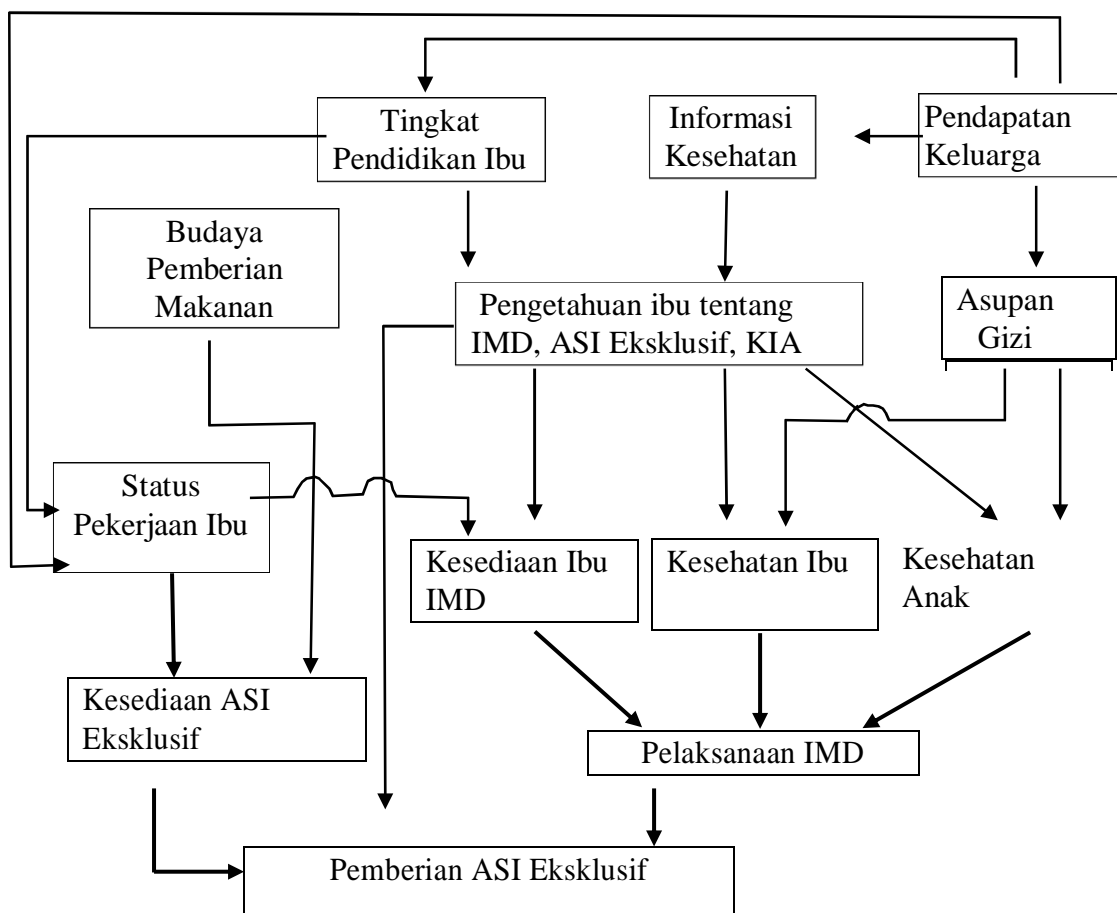 Tingkat
Pendidikan Ibu
Informasi
Kesehatan
Pendapatan
Keluarga
Budaya
Pemberian
Makanan
Pengetahuan ibu tentang
IMD, ASI Eksklusif, KIA
Asupan
Gizi
Status
Pekerjaan Ibu
Kesediaan Ibu
IMD
Kesehatan Ibu
Kesehatan
Anak
Kesediaan ASI
Eksklusif
Pelaksanaan IMD
Pemberian ASI Eksklusif